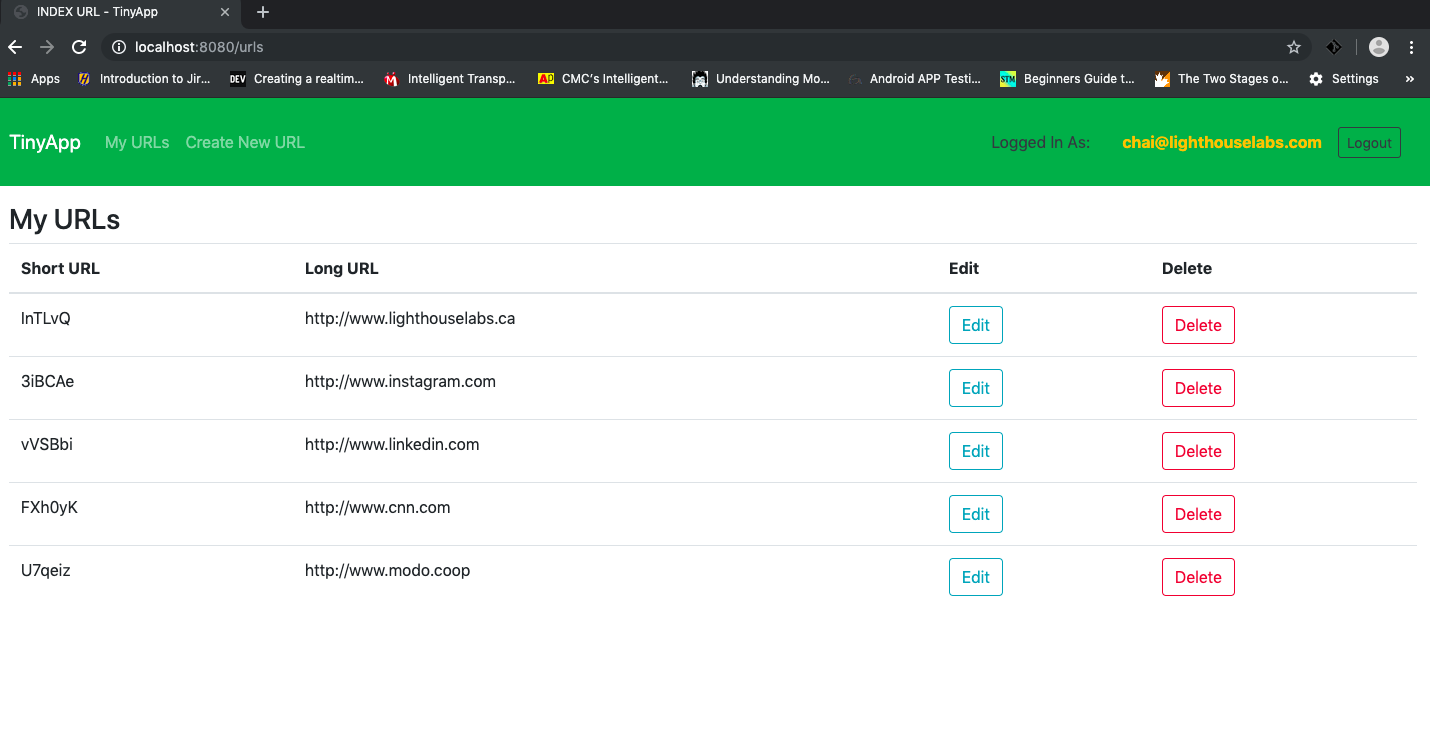 INDEX URL - TinyApp
localhost:8080/urls
Apps Introduction to Jir... DEV Creating a realtim... Intelligent Transp... AP CMC's Intelligent... Understanding Mo... Android APP Testi... STM Beginners Guide t... The Two Stages o... Settings »
TinyApp My URLs Create New URL Logged In As: chai@lighthouselabs.com Logout
My URLs
Short URL Long URL Edit Delete
lnTLvQ http://www.lighthouselabs.ca Edit Delete
3iBCAe http://www.instagram.com Edit Delete
vVSBbi http://www.linkedin.com Edit Delete
FXh0yK http://www.cnn.com Edit Delete
U7qeiz http://www.modo.coop Edit Delete